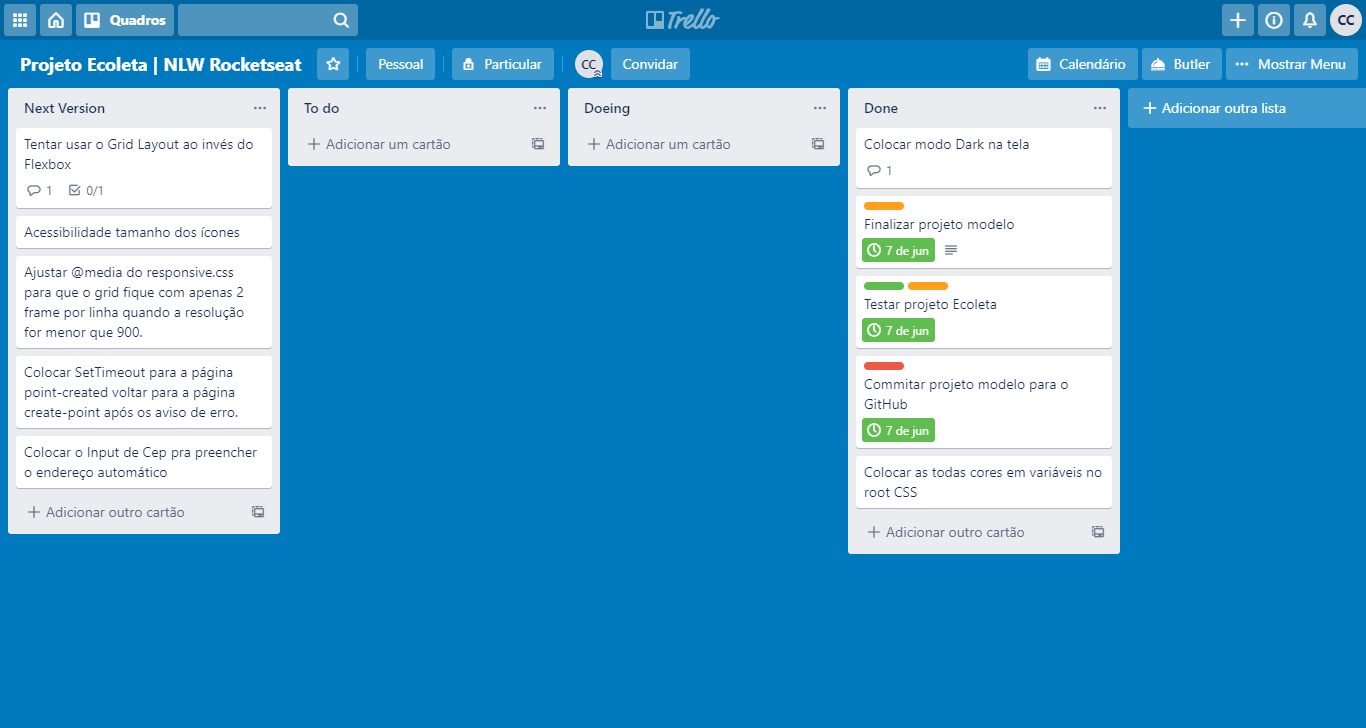 Quadros
Trello
CC
Projeto Ecoleta | NLW Rocketseat
Pessoal
Particular
CC
Convidar
Calendário
Butler
Mostrar Menu
Next Version
Tentar usar o Grid Layout ao invés do
Flexbox
1
0/1
Acessibilidade tamanho dos ícones
Ajustar @media do responsive.css
para que o grid fique com apenas 2
frame por linha quando a resolução
for menor que 900.
Colocar SetTimeout para a página
point-created voltar para a página
create-point após os aviso de erro.
Colocar o Input de Cep pra preencher
o endereço automático
Adicionar outro cartão
To do
Adicionar um cartão
Doeing
Adicionar um cartão
Done
Colocar modo Dark na tela
1
Finalizar projeto modelo
7 de jun
Testar projeto Ecoleta
7 de jun
Commitar projeto modelo para o
GitHub
7 de jun
Colocar as todas cores em variáveis no
root CSS
Adicionar outro cartão
Adicionar outra lista